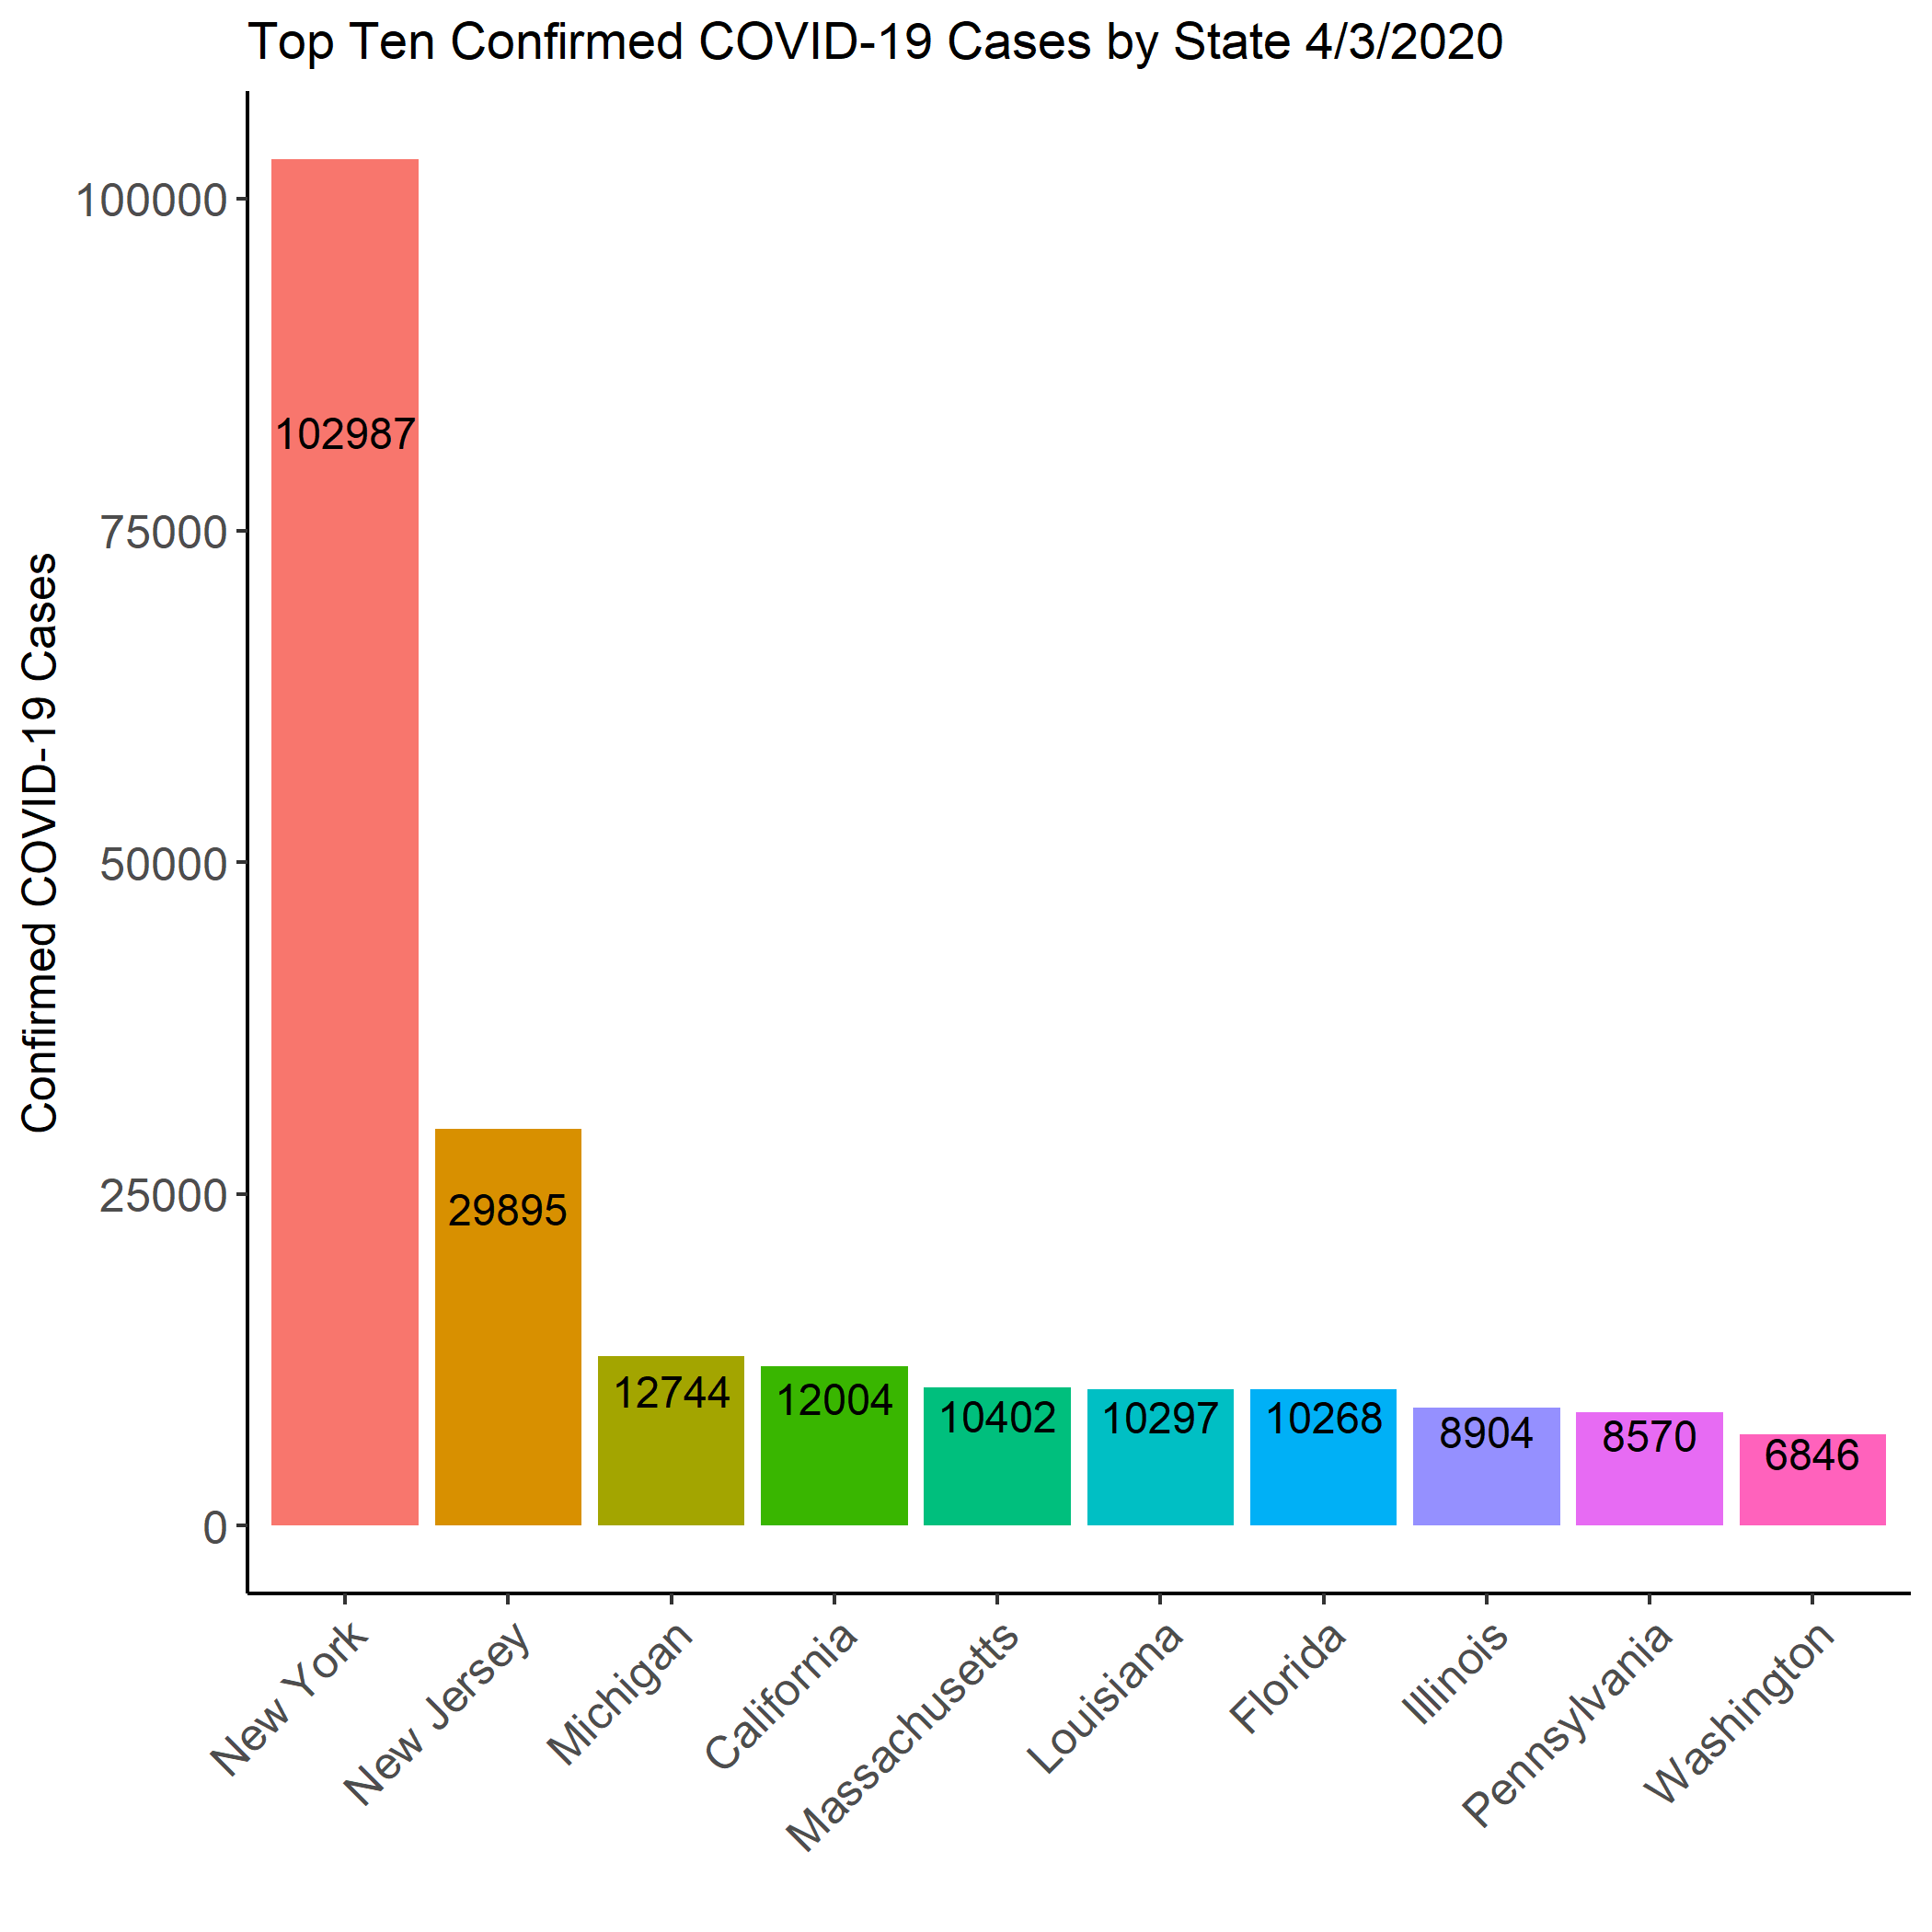 Top Ten Confirmed COVID-19 Cases by State 4/3/2020
Confirmed COVID-19 Cases
100000
75000
50000
25000
0
102987
29895
12744
12004
10402
10297
10268
8904
8570
6846
New York
New Jersey
Michigan
California
Massachusetts
Louisiana
Florida
Illinois
Pennsylvania
Washington